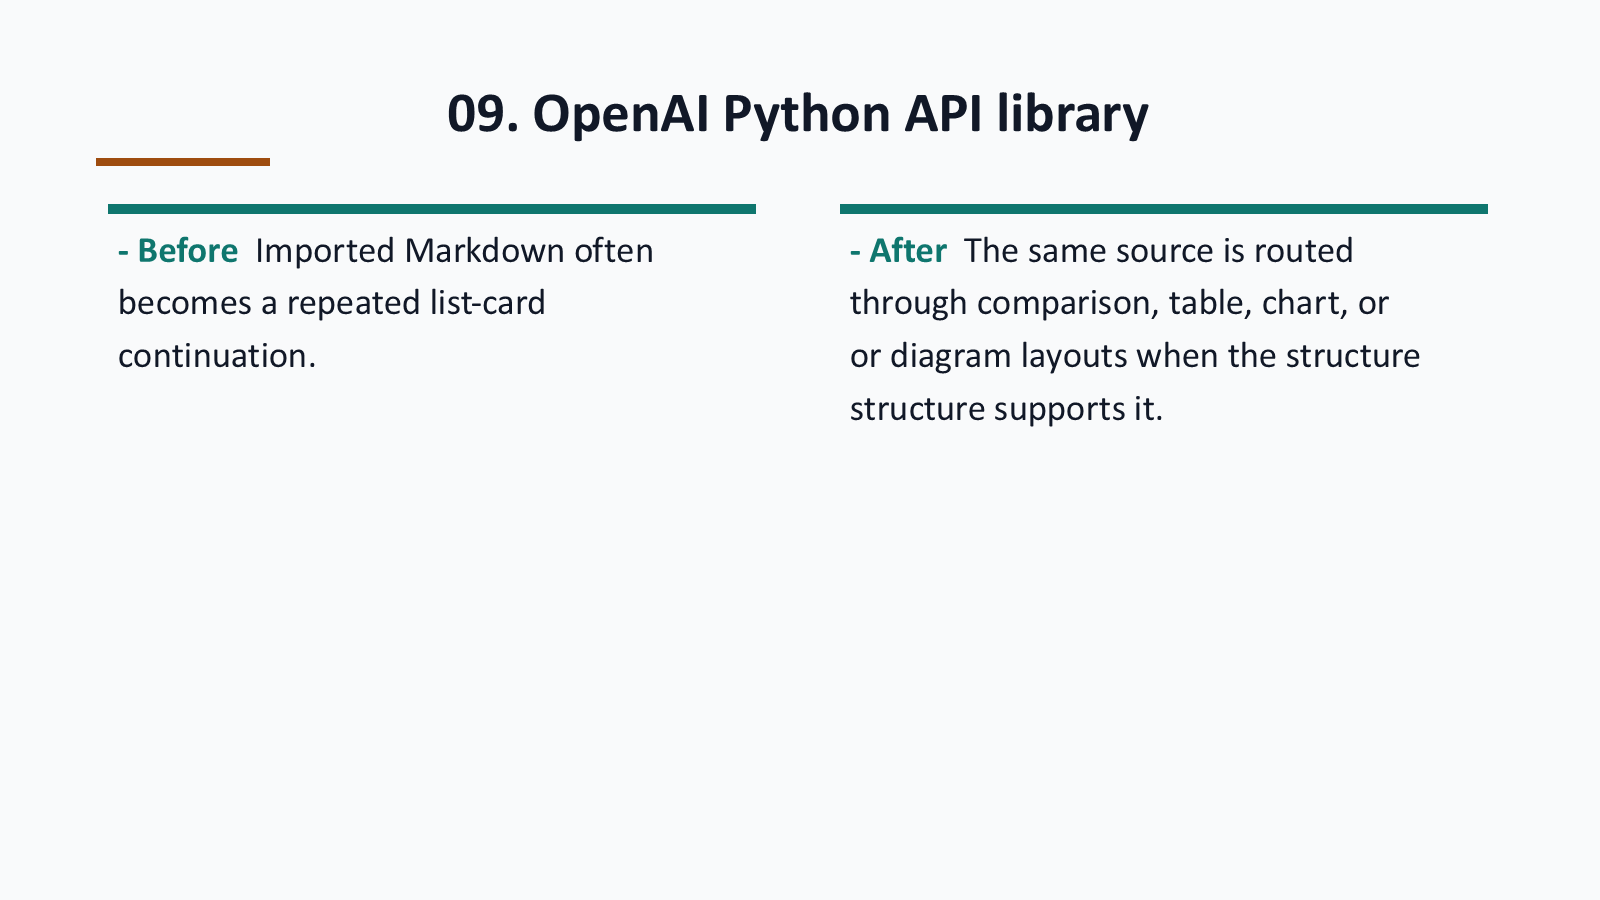 09. OpenAI Python API library
- Before  Imported Markdown often
becomes a repeated list-card
continuation.
- After  The same source is routed
through comparison, table, chart, or
or diagram layouts when the structure
structure supports it.